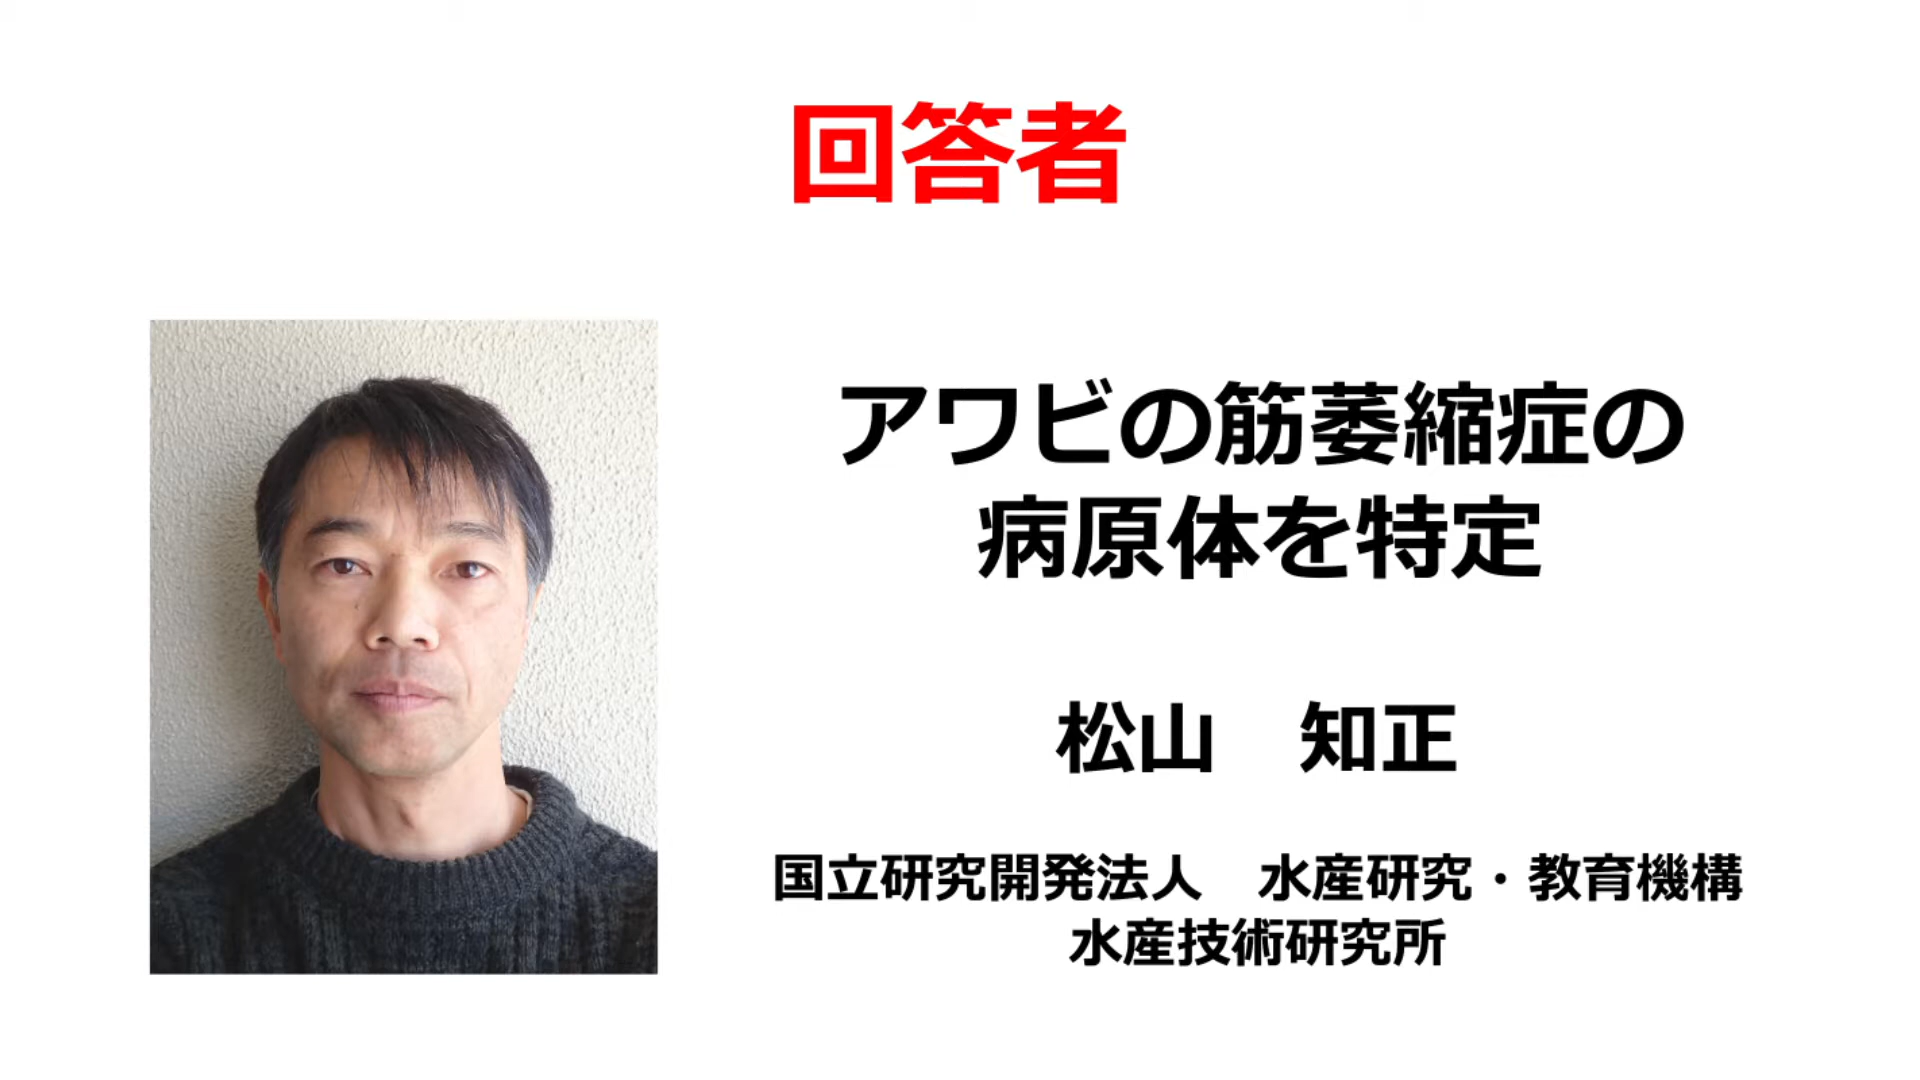 回答者
アワビの筋萎縮症の
病原体を特定
松山　知正
国立研究開発法人　水産研究・教育機構
水産技術研究所